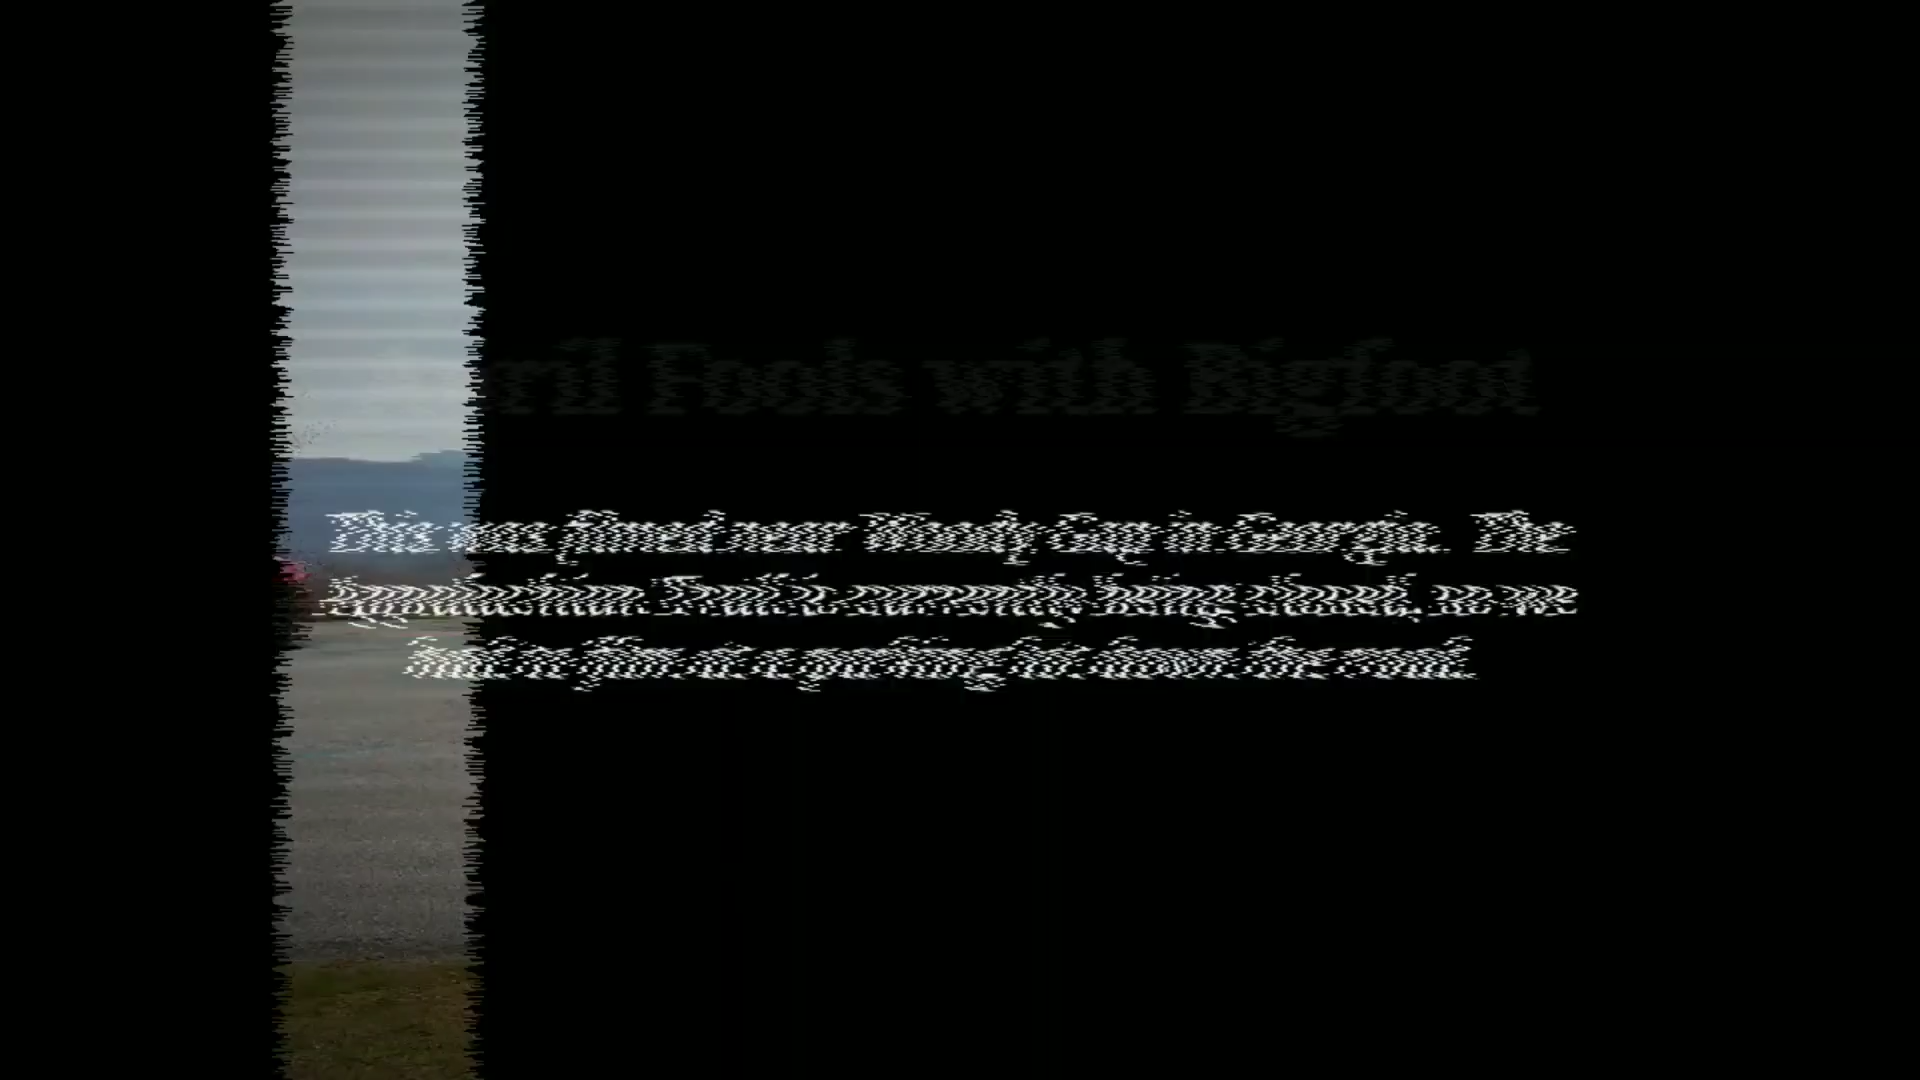 ril Fools with Bigfoot
This was filmed near Woody Gap in Georgia. The
Appalachian Trail is currently being closed, so we
had to film at a parking lot down the road.